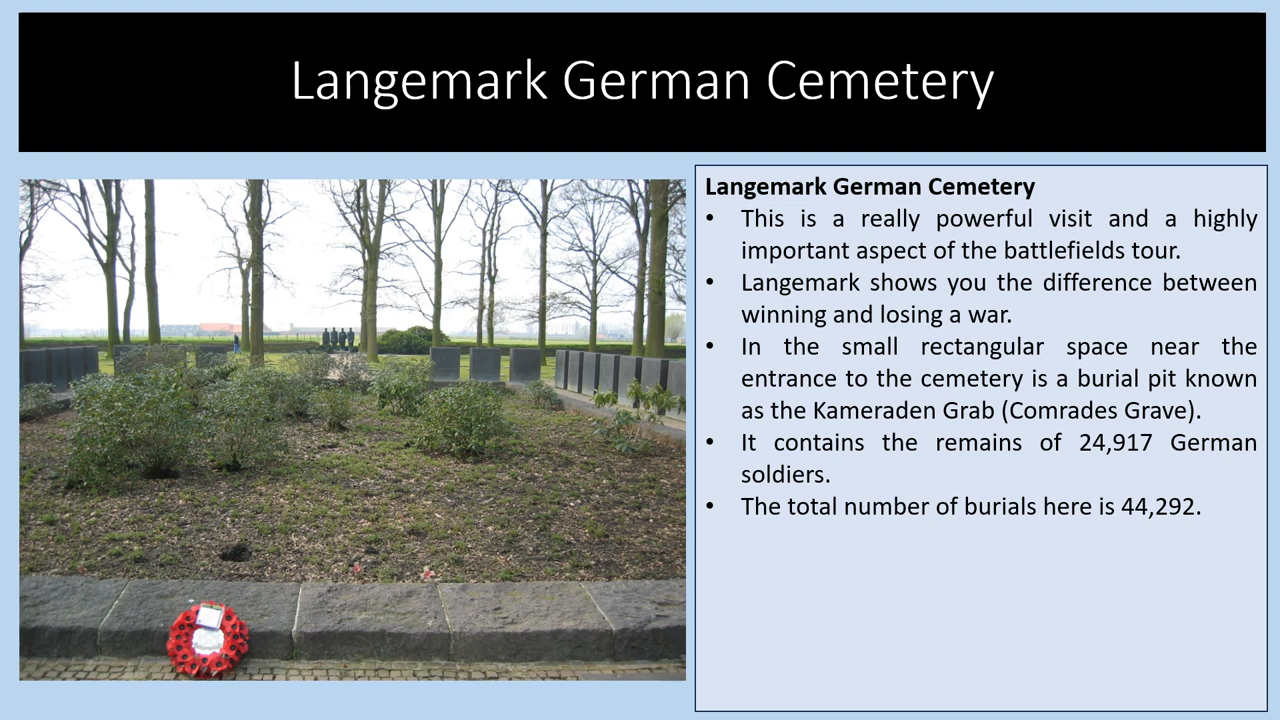 Langemark German Cemetery
Langemark German Cemetery
• This is a really powerful visit and a highly
important aspect of the battlefields tour.
• Langemark shows you the difference between
winning and losing a war.
• In the small rectangular space near the
entrance to the cemetery is a burial pit known
as the Kameraden Grab (Comrades Grave).
• It contains the remains of 24,917 German
soldiers.
• The total number of burials here is 44,292.